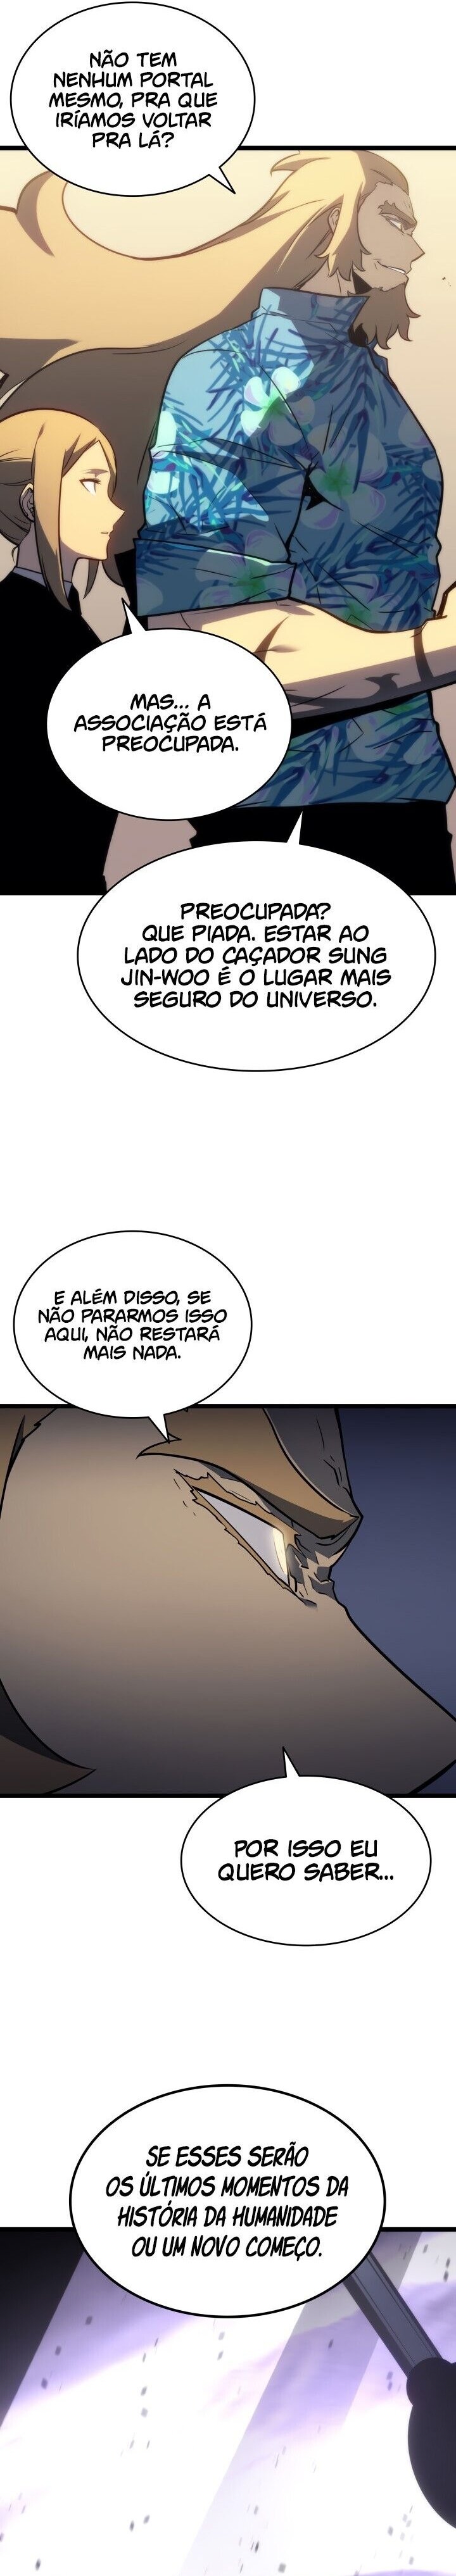 NÃO TEM
NENHUM PORTAL
MESMO, PRA QUE
IRÍAMOS VOLTAR
PRA LÁ?
MAS... A
ASSOCIAÇÃO ESTÁ
PREOCUPADA.
PREOCUPADA?
QUE PIADA. ESTAR AO
LADO DO CAÇADOR SUNG
JIN-WOO É O LUGAR MAIS
SEGURO DO UNIVERSO.
E ALÉM DISSO, SE
NÃO PARARMOS ISSO
AQUI, NÃO RESTARÁ
MAIS NADA.
POR ISSO EU
QUERO SABER...
SE ESSES SERÃO
OS ÚLTIMOS MOMENTOS DA
HISTÓRIA DA HUMANIDADE
OU UM NOVO COMEÇO.